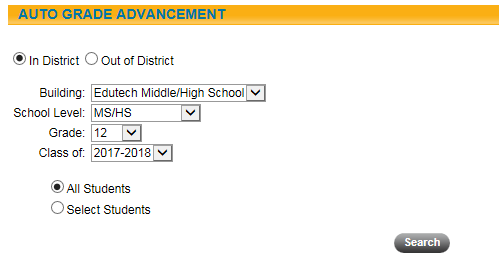 AUTO GRADE ADVANCEMENT
In District Out of District
Building: Edutech Middle/High School
School Level: MS/HS
Grade: 12
Class of: 2017-2018
All Students
Select Students
Search